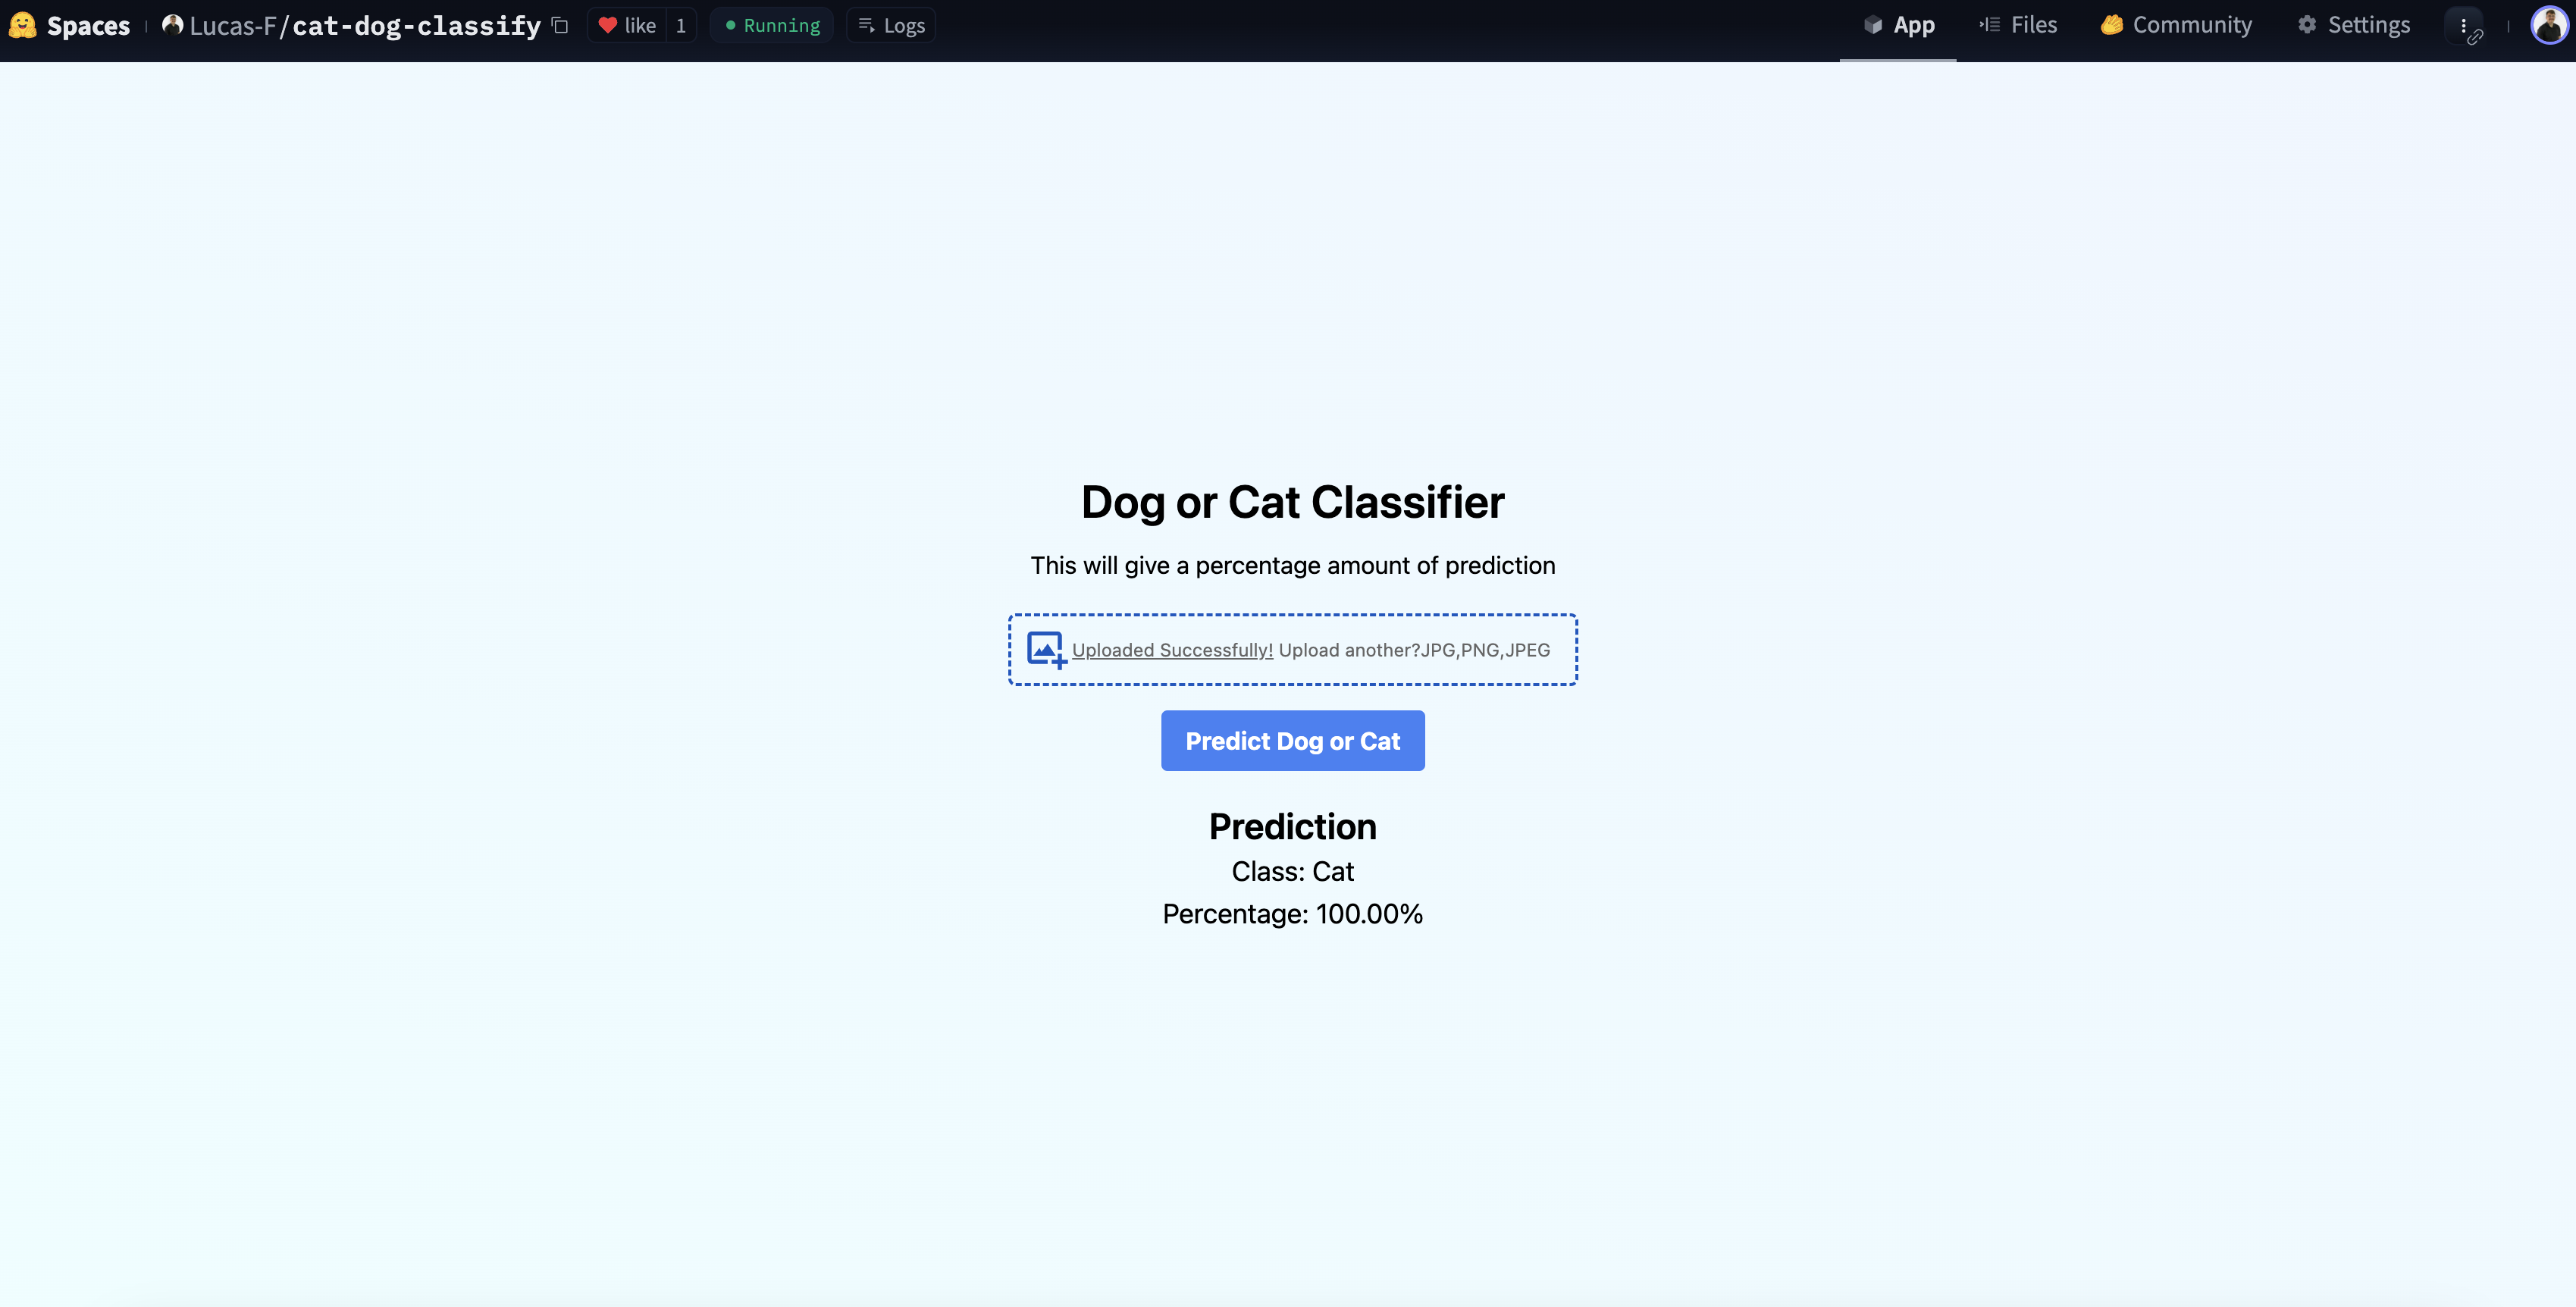 Spaces Lucas-F/cat-dog-classify like 1 Running Logs App Files Community Settings
Dog or Cat Classifier
This will give a percentage amount of prediction
Uploaded Successfully! Upload another?JPG,PNG,JPEG
Predict Dog or Cat
Prediction
Class: Cat
Percentage: 100.00%